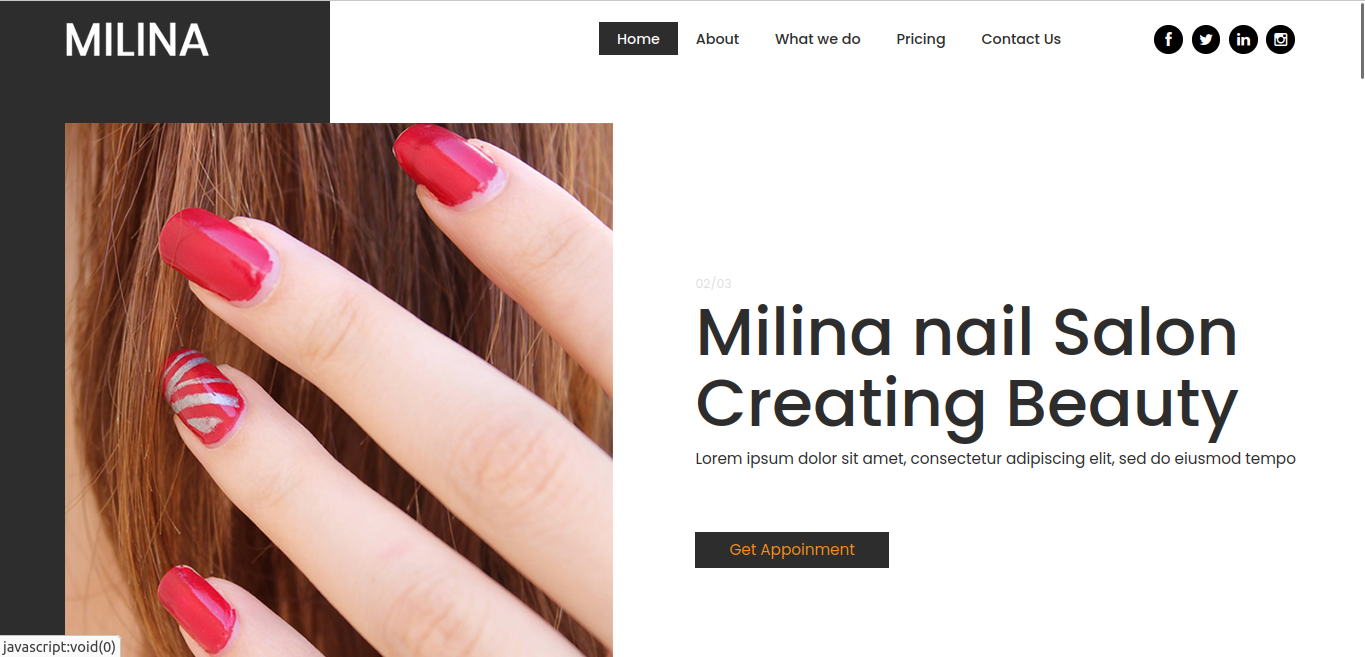 MILINA
Home About What we do Pricing Contact Us
02/03
Milina nail Salon
Creating Beauty
Lorem ipsum dolor sit amet, consectetur adipiscing elit, sed do eiusmod tempo
Get Appoinment
javascript:void(0)